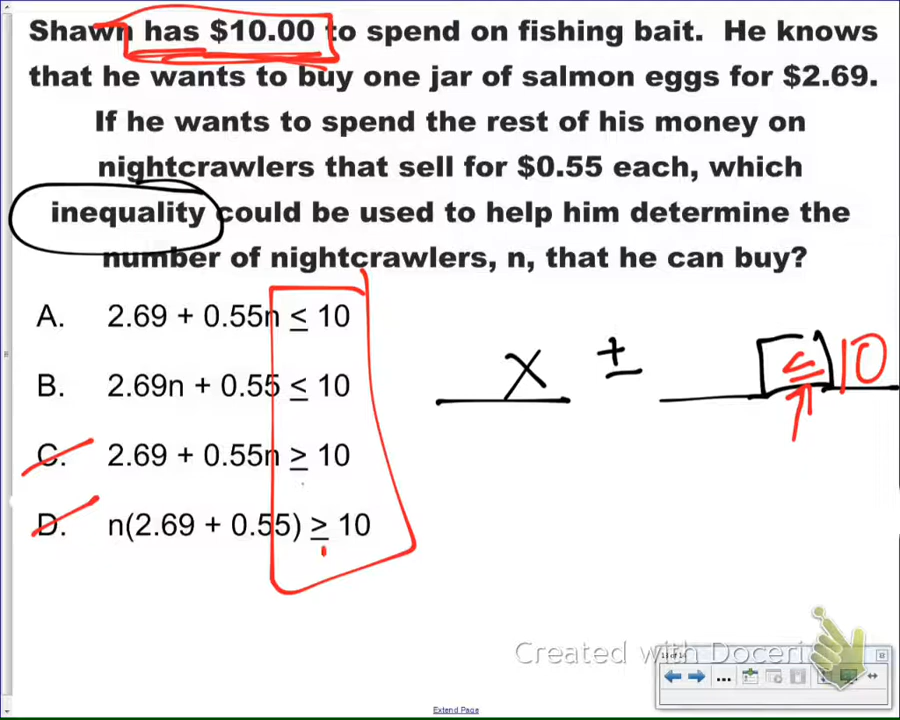 Shawn has $10.00 to spend on fishing bait. He knows
that he wants to buy one jar of salmon eggs for $2.69.
If he wants to spend the rest of his money on
nightcrawlers that sell for $0.55 each, which
inequality could be used to help him determine the
number of nightcrawlers, n, that he can buy?
A. 2.69 + 0.55n ≤ 10
B. 2.69n + 0.55 ≤ 10
x ± ≤ 10
C. 2.69 + 0.55n ≥ 10
D. n(2.69 + 0.55) ≥ 10
Created with Doceri
Extend Page